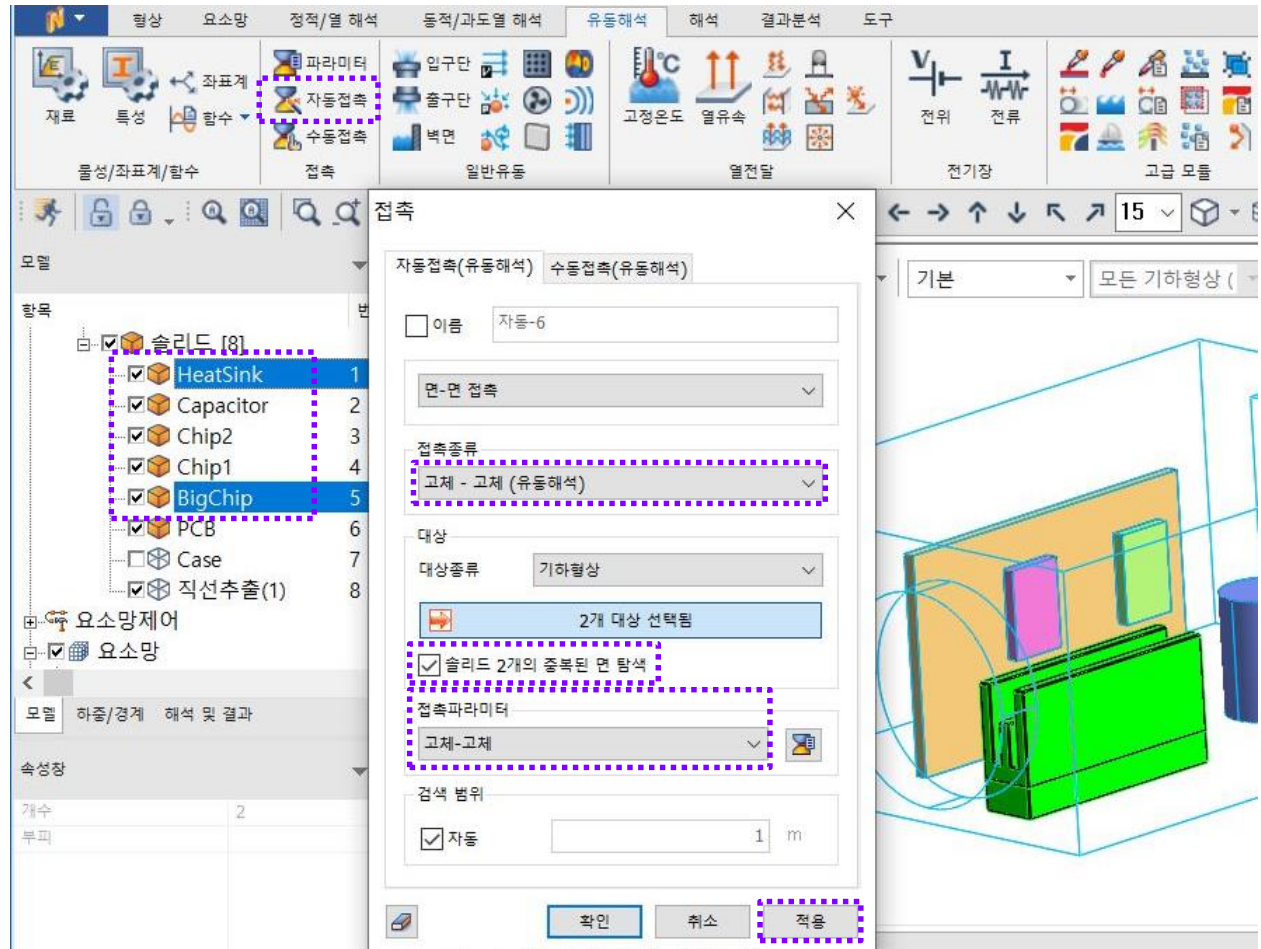 형상 요소망 정적/열 해석 동적/과도열 해석 유동해석 해석 결과분석 도구
재료
특성
좌표계
함수
물성/좌표계/함수
파라미터
자동접촉
수동접촉
접촉
입구단
출구단
벽면
일반유동
고정온도
열유속
열전달
전위
전류
전기장
고급 모듈
15
모델
항목
솔리드 [8]
HeatSink 1
Capacitor 2
Chip2 3
Chip1 4
BigChip 5
PCB 6
Case 7
직선추출(1) 8
요소망제어
요소망
모델 하중/경계 해석 및 결과
속성창
개수 2
부피
접촉
자동접촉(유동해석) 수동접촉(유동해석)
이름 자동-6
면-면 접촉
접촉종류
고체 - 고체 (유동해석)
대상
대상종류 기하형상
2개 대상 선택됨
솔리드 2개의 중복된 면 탐색
접촉파라미터
고체-고체
검색 범위
자동 1 m
확인 취소 적용
기본 모든 기하형상 (